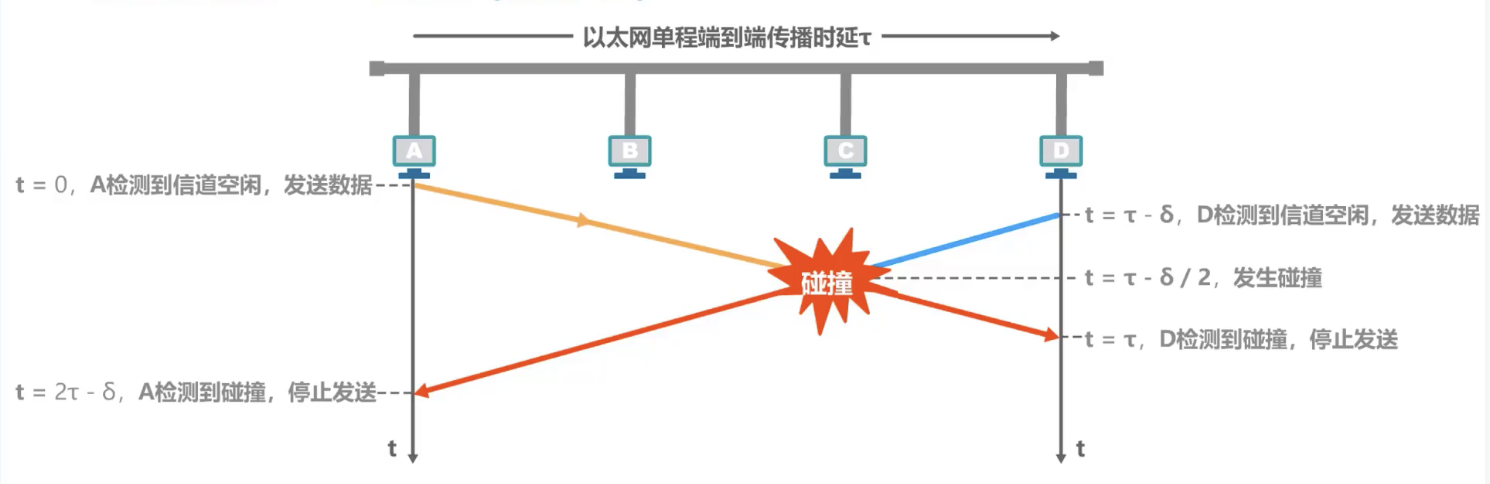 以太网单程端到端传播时延τ
A
B
C
D
t = 0，A检测到信道空闲，发送数据
t = τ - δ，D检测到信道空闲，发送数据
碰撞
t = τ - δ / 2，发生碰撞
t = τ，D检测到碰撞，停止发送
t = 2τ - δ，A检测到碰撞，停止发送
t
t